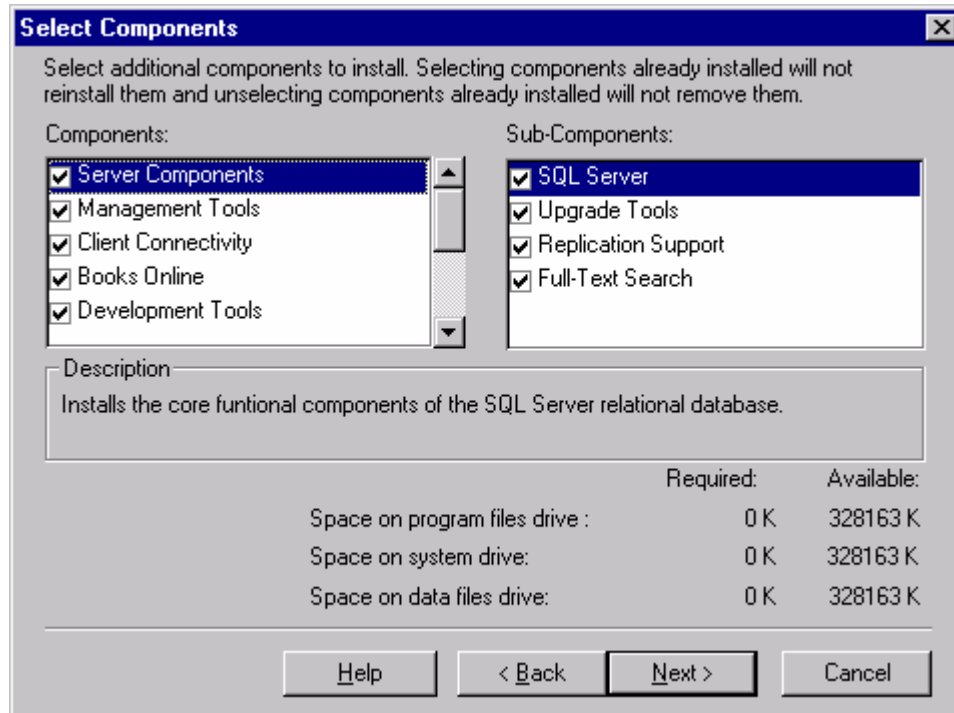 Select Components
Select additional components to install. Selecting components already installed will not
reinstall them and unselecting components already installed will not remove them.
Components:
Server Components
Management Tools
Client Connectivity
Books Online
Development Tools
Sub-Components:
SQL Server
Upgrade Tools
Replication Support
Full-Text Search
Description
Installs the core funtional components of the SQL Server relational database.
Required: Available:
Space on program files drive : 0 K 328163 K
Space on system drive: 0 K 328163 K
Space on data files drive: 0 K 328163 K
Help < Back Next > Cancel